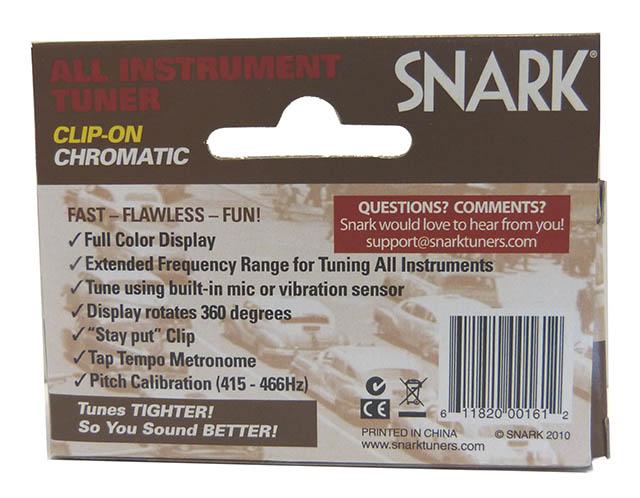 ALL INSTRUMENT
TUNER
CLIP-ON
CHROMATIC
SNARK®
FAST – FLAWLESS – FUN!
✓Full Color Display
✓Extended Frequency Range for Tuning All Instruments
✓Tune using built-in mic or vibration sensor
✓Display rotates 360 degrees
✓"Stay put" Clip
✓Tap Tempo Metronome
✓Pitch Calibration (415 - 466Hz)
Tunes TIGHTER!
So You Sound BETTER!
QUESTIONS? COMMENTS?
Snark would love to hear from you!
support@snarktuners.com
CE
6 11820 00161 2
PRINTED IN CHINA
© SNARK 2010
www.snarktuners.com